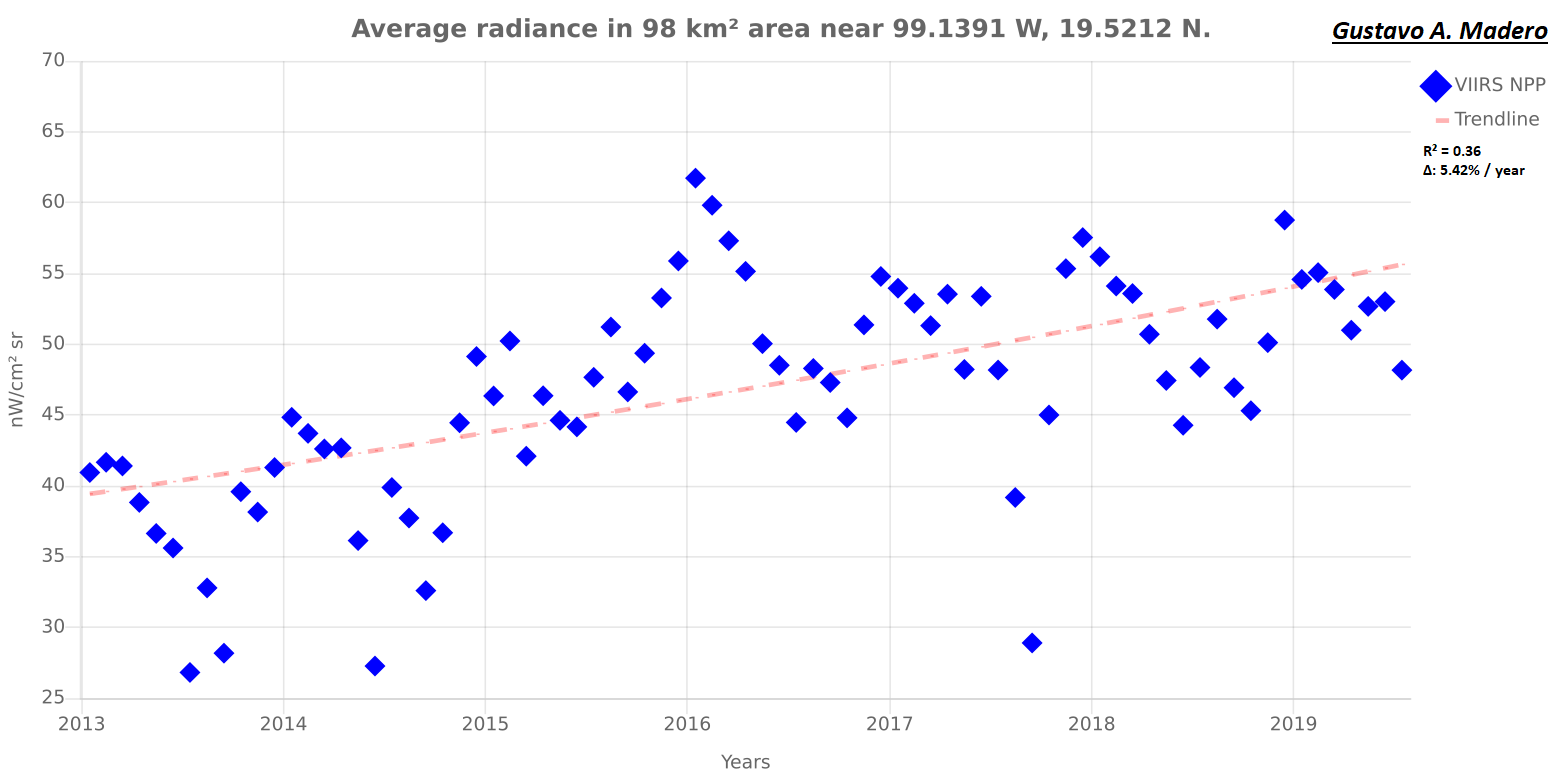 Average radiance in 98 km² area near 99.1391 W, 19.5212 N.
Gustavo A. Madero
VIIRS NPP
Trendline
R² = 0.36
Δ: 5.42% / year
nW/cm² sr
70
65
60
55
50
45
40
35
30
25
2013 2014 2015 2016 2017 2018 2019
Years